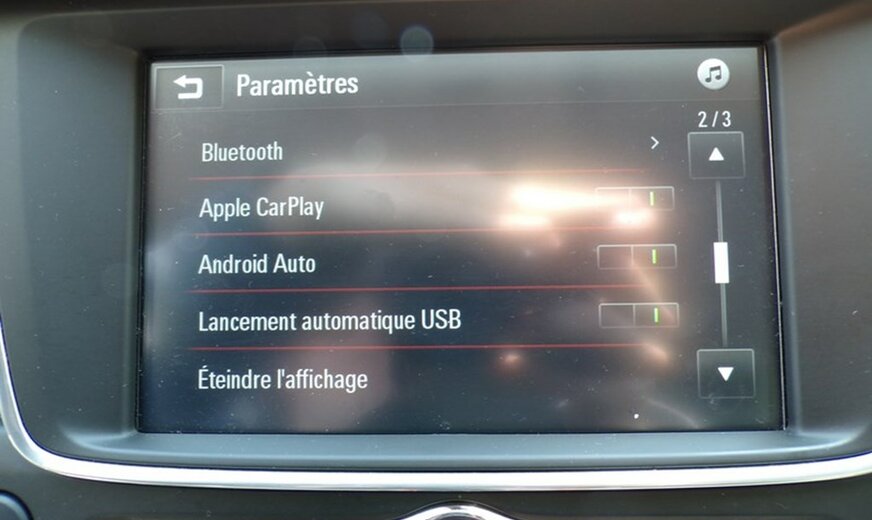 Paramètres
2/3
Bluetooth
Apple CarPlay
Android Auto
Lancement automatique USB
Éteindre l'affichage